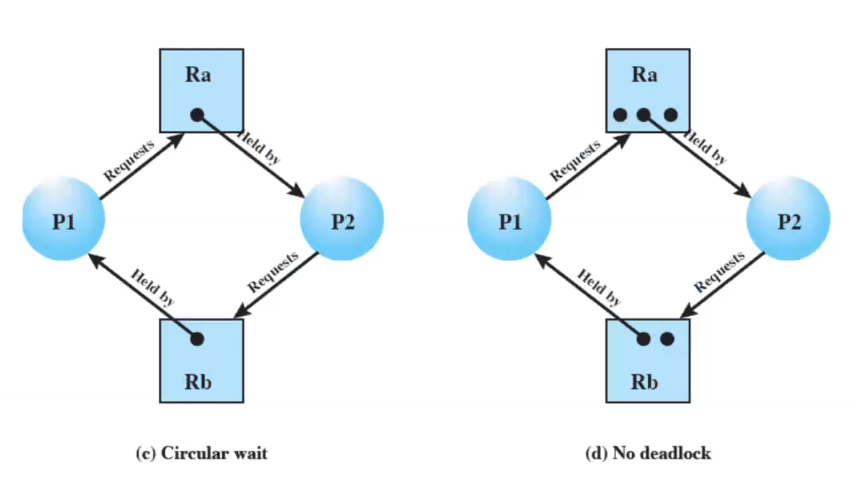 Ra
Requests
Held by
P1
P2
Held by
Requests
Rb
(c) Circular wait
Ra
Requests
Held by
P1
P2
Held by
Requests
Rb
(d) No deadlock